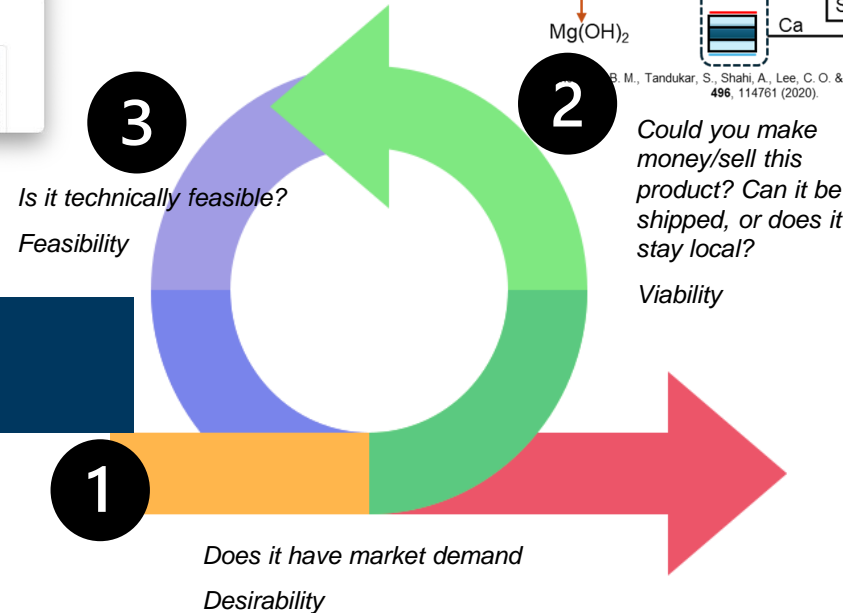 S
Ca
Mg(OH)₂
B. M., Tandukar, S., Shahi, A., Lee, C. O. &
496, 114761 (2020).
3
2
Could you make
money/sell this
product? Can it be
shipped, or does it
stay local?
Viability
Is it technically feasible?
Feasibility
1
Does it have market demand
Desirability